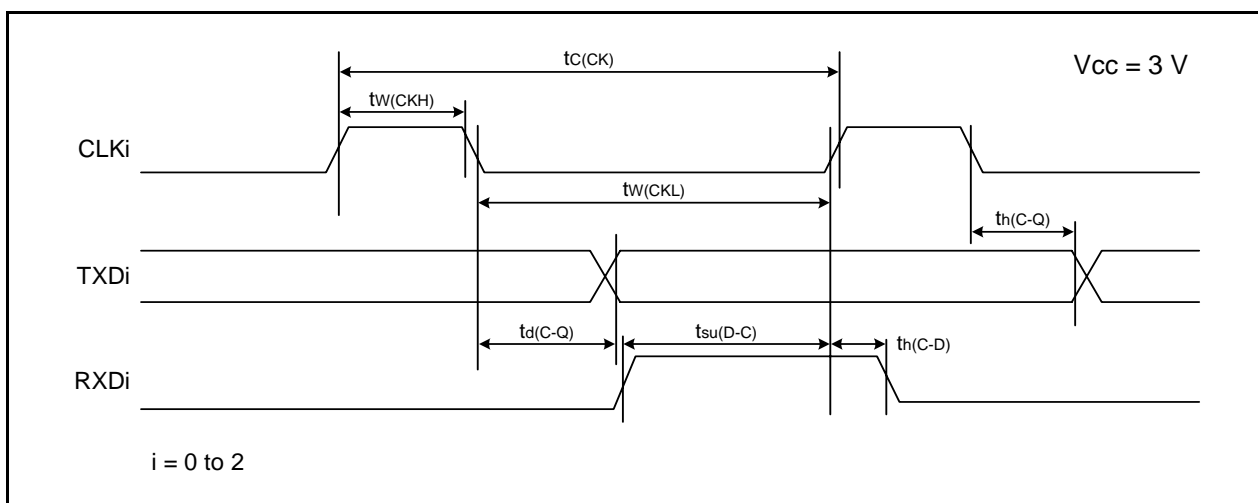 tC(CK)
Vcc = 3 V
tW(CKH)
CLKi
tW(CKL)
th(C-Q)
TXDi
td(C-Q)
tsu(D-C)
th(C-D)
RXDi
i = 0 to 2